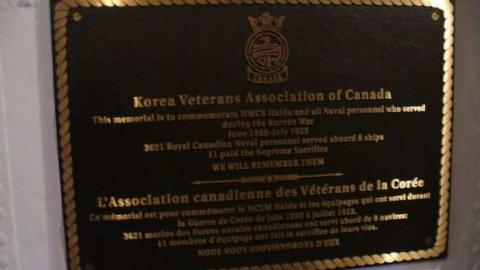 CANADA
Korea Veterans Association of Canada
This memorial is to commemorate HMCS Haida and all Naval personnel who served
during the Korean War
June 1950-July 1953
3621 Royal Canadian Naval personnel served aboard 8 ships
11 paid the Supreme Sacrifice
WE WILL REMEMBER THEM
L'Association canadienne des Vétérans de la Corée
Ce mémorial est pour commémorer le NCSM Haida et les équipages qui ont servi durant
la Guerre de Corée de juin 1950 à juillet 1953.
3621 marins des Forces navales canadiennes ont servi abord de 8 navires:
11 membres d'équipage ont fait le sacrifice de leurs vies.
NOUS NOUS SOUVIENDRONS D'EUX